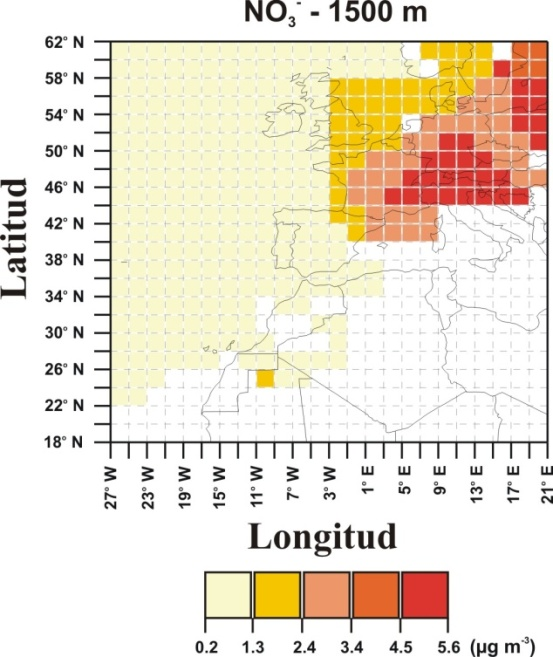 NO₃⁻ - 1500 m
62° N
58° N
54° N
50° N
46° N
42° N
38° N
34° N
30° N
26° N
22° N
18° N
Latitud
27° W 23° W 19° W 15° W 11° W 7° W 3° W 1° E 5° E 9° E 13° E 17° E 21° E
Longitud
0.2 1.3 2.4 3.4 4.5 5.6 (µg m⁻³)